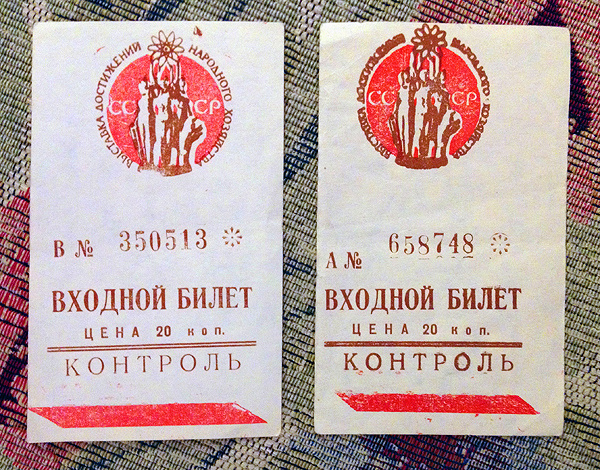 ВЫСТАВКА ДОСТИЖЕНИЙ НАРОДНОГО ХОЗЯЙСТВА
СССР
В № 350513
ВХОДНОЙ БИЛЕТ
ЦЕНА 20 коп.
КОНТРОЛЬ
ВЫСТАВКА ДОСТИЖЕНИЙ НАРОДНОГО ХОЗЯЙСТВА
СССР
А № 658748
ВХОДНОЙ БИЛЕТ
ЦЕНА 20 коп.
КОНТРОЛЬ